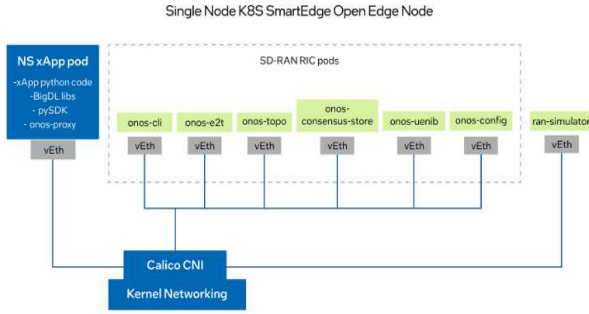 Single Node K8S SmartEdge Open Edge Node
NS xApp pod
-xApp python code
-BigDL libs
- pySDK
- onos-proxy
vEth
SD-RAN RIC pods
onos-cli
onos-e2t
onos-topo
onos-
consensus-store
onos-uenib
onos-config
ran-simulator
vEth
vEth
vEth
vEth
vEth
vEth
vEth
Calico CNI
Kernel Networking